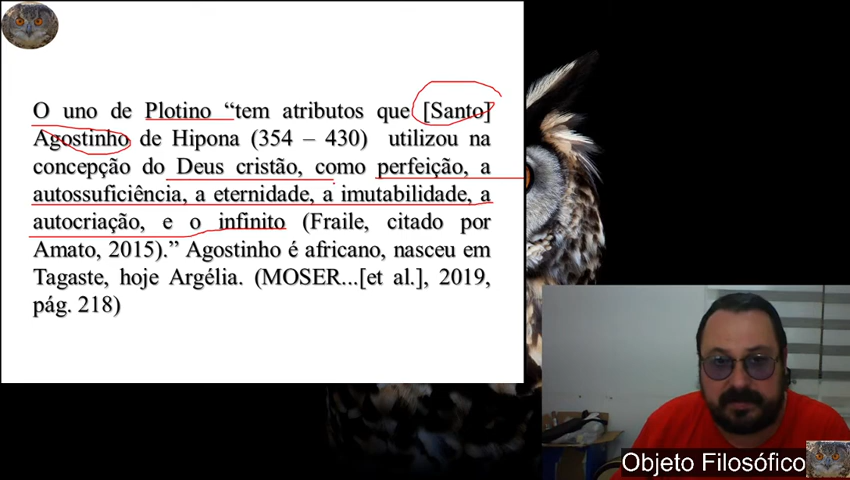 O uno de Plotino “tem atributos que [Santo]
Agostinho de Hipona (354 – 430) utilizou na
concepção do Deus cristão, como perfeição, a
autossuficiência, a eternidade, a imutabilidade, a
autocriação, e o infinito (Fraile, citado por
Amato, 2015).” Agostinho é africano, nasceu em
Tagaste, hoje Argélia. (MOSER...[et al.], 2019,
pág. 218)
Objeto Filosófico